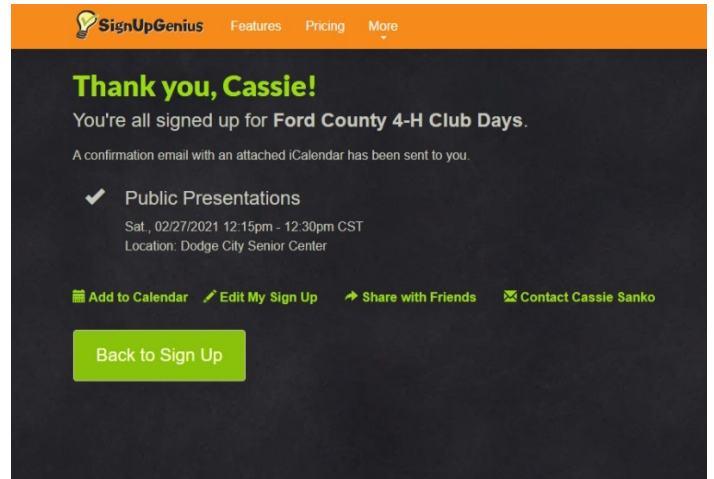 SignUpGenius Features Pricing More
Thank you, Cassie!
You're all signed up for Ford County 4-H Club Days.
A confirmation email with an attached iCalendar has been sent to you.
Public Presentations
Sat., 02/27/2021 12:15pm - 12:30pm CST
Location: Dodge City Senior Center
Add to Calendar Edit My Sign Up Share with Friends Contact Cassie Sanko
Back to Sign Up